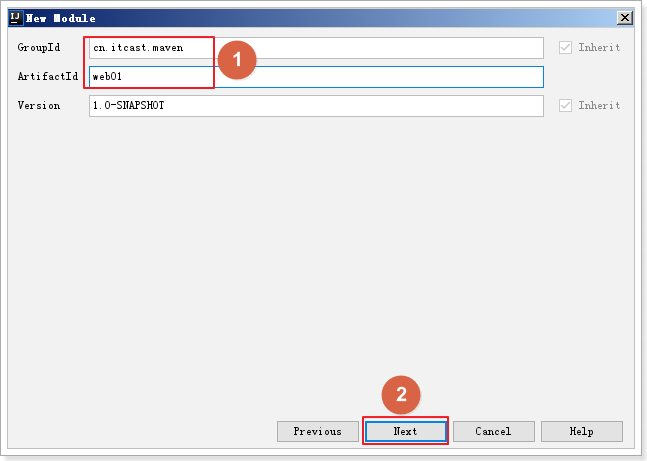 IJ New Module
GroupId cn.itcast.maven Inherit
1
ArtifactId web01
Version 1.0-SNAPSHOT Inherit
2
Previous Next Cancel Help